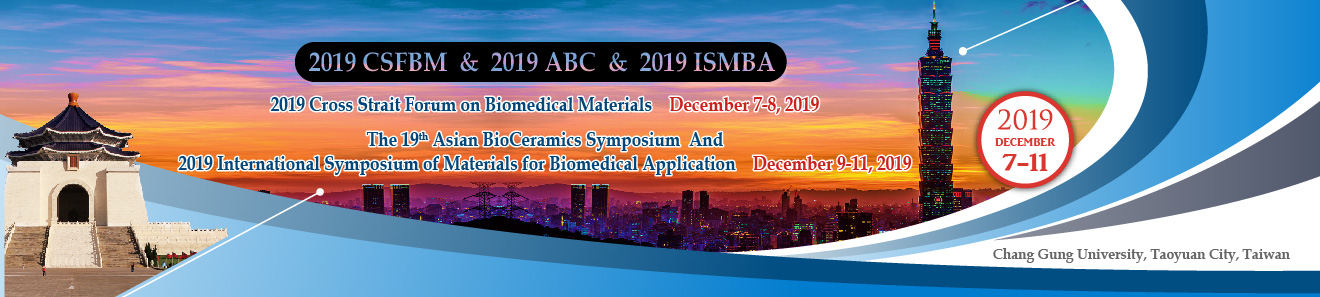 2019 CSFBM & 2019 ABC & 2019 ISMBA
2019 Cross Strait Forum on Biomedical Materials December 7-8, 2019
The 19th Asian BioCeramics Symposium And
2019 International Symposium of Materials for Biomedical Application December 9-11, 2019
2019
DECEMBER
7–11
Chang Gung University, Taoyuan City, Taiwan